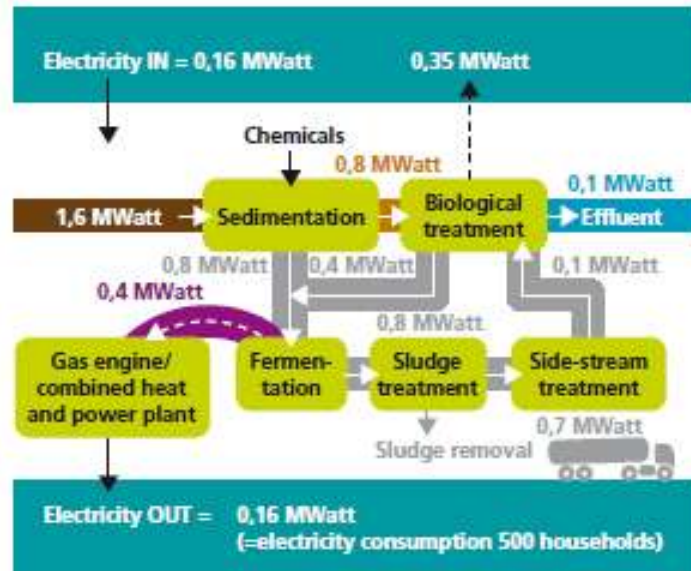 Electricity IN = 0,16 MWatt
0,35 MWatt
Chemicals
0,8 MWatt
0,1 MWatt
1,6 MWatt
Sedimentation
Biological
treatment
Effluent
0,8 MWatt
0,4 MWatt
0,1 MWatt
0,4 MWatt
0,8 MWatt
Gas engine/
combined heat
and power plant
Fermen-
tation
Sludge
treatment
Side-stream
treatment
0,7 MWatt
Sludge removal
Electricity OUT = 0,16 MWatt
(=electricity consumption 500 households)